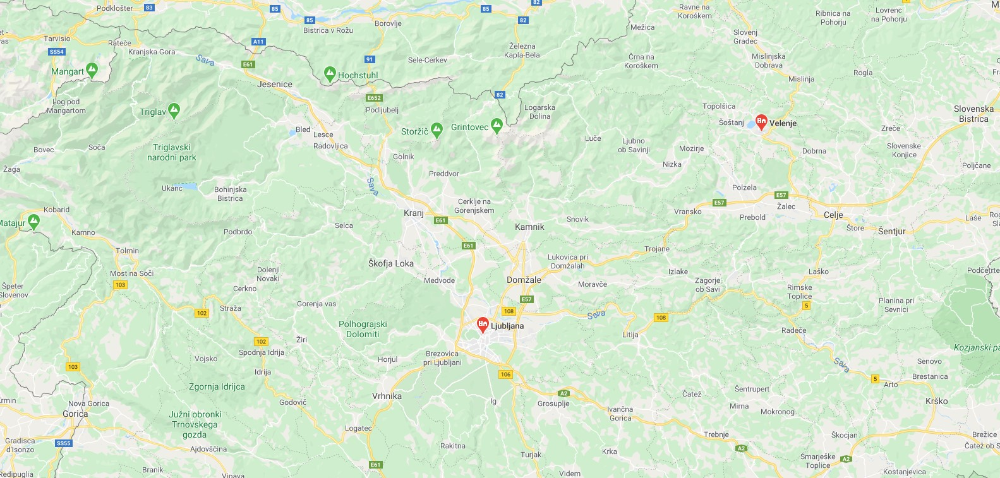 Podklošter
83
85
85
82
82
85
Bistrica v Rožu
Borovlje
Ravne na
Koroškem
Mežica
Ribnica na
Pohorju
Lovrenc
na Pohorju
Slovenj
Gradec
Tarvisio
Rateče
SS54
Kranjska Gora
A11
Sava
E61
91
Sele-Cerkev
Železna
Kapla-Bela
Črna na
Koroškem
Mislinjska
Dobrava
Mangart
Hochstuhl
Jesenice
Mislinja
Rogla
Log pod
Mangartom
E652
82
Podljubelj
Triglav
Logarska
Dolina
Topolšica
Šoštanj
Velenje
Slovenska
Bistrica
Bled
Lesce
Radovljica
Storžič
Grintovec
Luče
Ljubno
ob Savinji
Mozirje
Zreče
Bovec
Soča
Triglavski
narodni park
Golnik
Nizka
Dobrna
Slovenske
Konjice
Poljčane
Žaga
Preddvor
Sava
Ukanc
Bohinjska
Bistrica
Polzela
E57
E57
Kobarid
Kranj
Cerklje na
Gorenjskem
Vransko
Prebold
Žalec
Celje
Laše
Matajur
E61
Selca
Kamnik
Snovik
Štore
Šentjur
Kamno
Podbrdo
E61
Trojane
Tolmin
Škofja Loka
Lukovica pri
Domžalah
Most na Soči
Dolenji
Novaki
Medvode
Domžale
Moravče
Izlake
Zagorje
ob Savi
Laško
Podčetrte
103
Špeter
Slovenov
Cerkno
Rimske
Toplice
Planina pri
Sevnici
E57
5
102
Straža
Gorenja vas
108
Sava
108
Polhograjski
Dolomiti
Ljubljana
Litija
Radeče
102
Žiri
Spodnja Idrija
Vojsko
Horjul
Brezovica
pri Ljubljani
Kozjanski pa
Sava
Senovo
103
Idrija
106
5
Brestanica
Arto
Zgornja Idrijca
Vrhnika
A2
Čatež
Šentrupert
Krško
Nova Gorica
Gorica
Godovič
Ig
Grosuplje
Ivančna
Gorica
Mirna
Mokronog
Južni obronki
Trnovskega
gozda
Logatec
Trebnje
Škocjan
Brežice
Gradisca
d'Isonzo
SS55
Ajdovščina
Rakitna
Turjak
Krka
A2
Šmarješke
Toplice
A2
Čatež ob S
Redipuglia
Branik
Vipava
E61
Videm
Kostanjevica